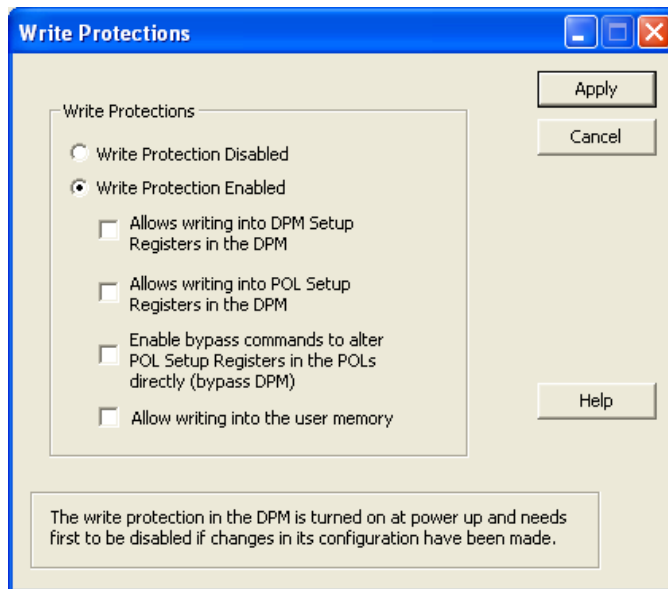 Write Protections
Apply
Write Protections
Cancel
Write Protection Disabled
Write Protection Enabled
Allows writing into DPM Setup
Registers in the DPM
Allows writing into POL Setup
Registers in the DPM
Enable bypass commands to alter
POL Setup Registers in the POLs
directly (bypass DPM)
Help
Allow writing into the user memory
The write protection in the DPM is turned on at power up and needs
first to be disabled if changes in its configuration have been made.